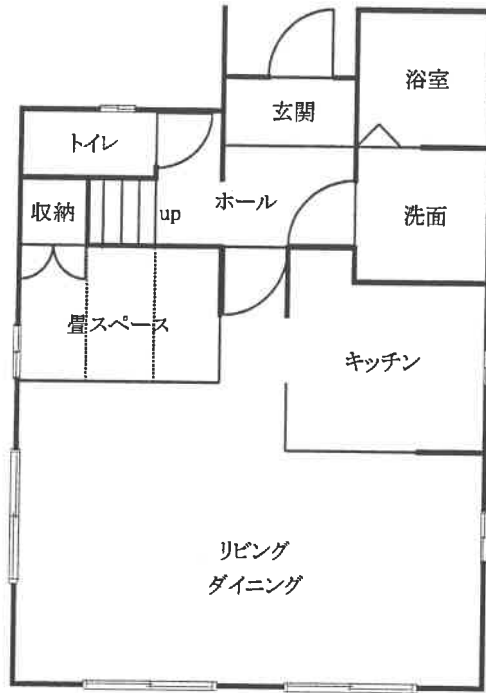 浴室
玄関
トイレ
収納
up
ホール
洗面
畳スペース
キッチン
リビング
ダイニング